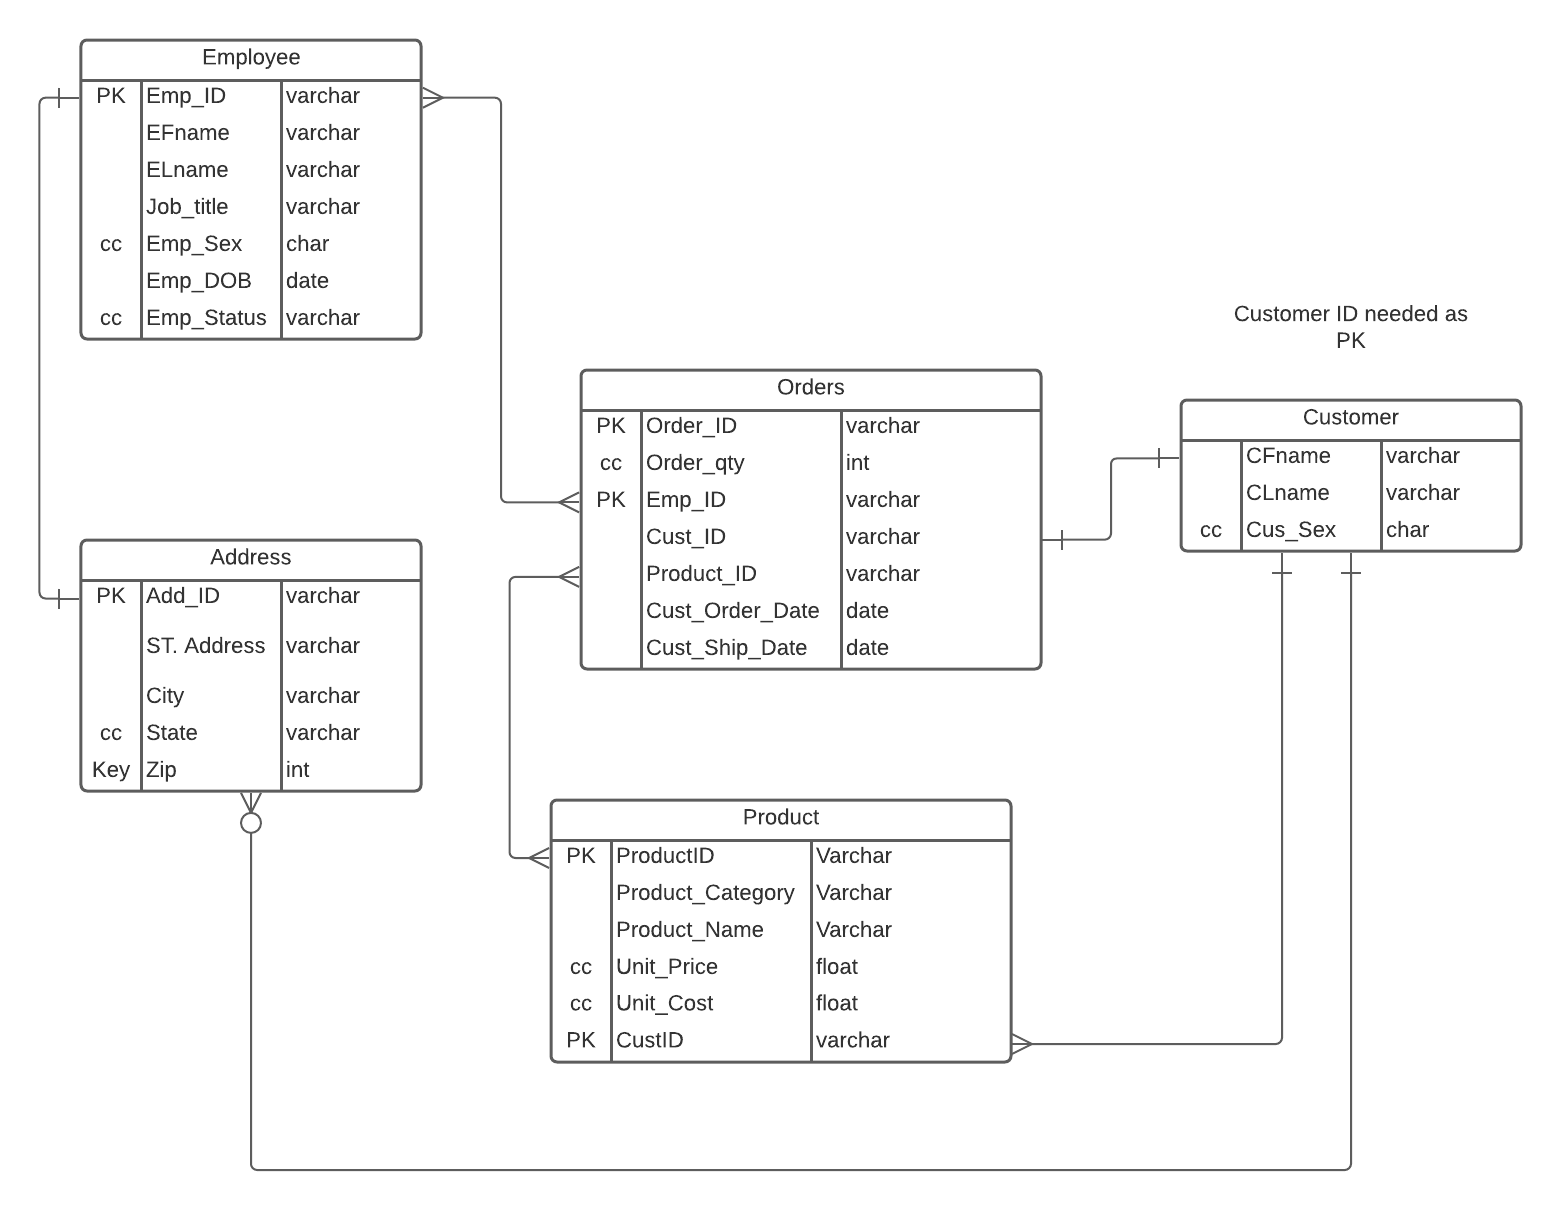 Employee
PK Emp_ID varchar
EFname varchar
ELname varchar
Job_title varchar
cc Emp_Sex char
Emp_DOB date
cc Emp_Status varchar
Customer ID needed as
PK
Orders
PK Order_ID varchar
cc Order_qty int
PK Emp_ID varchar
Cust_ID varchar
Product_ID varchar
Cust_Order_Date date
Cust_Ship_Date date
Customer
CFname varchar
CLname varchar
cc Cus_Sex char
Address
PK Add_ID varchar
ST. Address varchar
City varchar
cc State varchar
Key Zip int
Product
PK ProductID Varchar
Product_Category Varchar
Product_Name Varchar
cc Unit_Price float
cc Unit_Cost float
PK CustID varchar